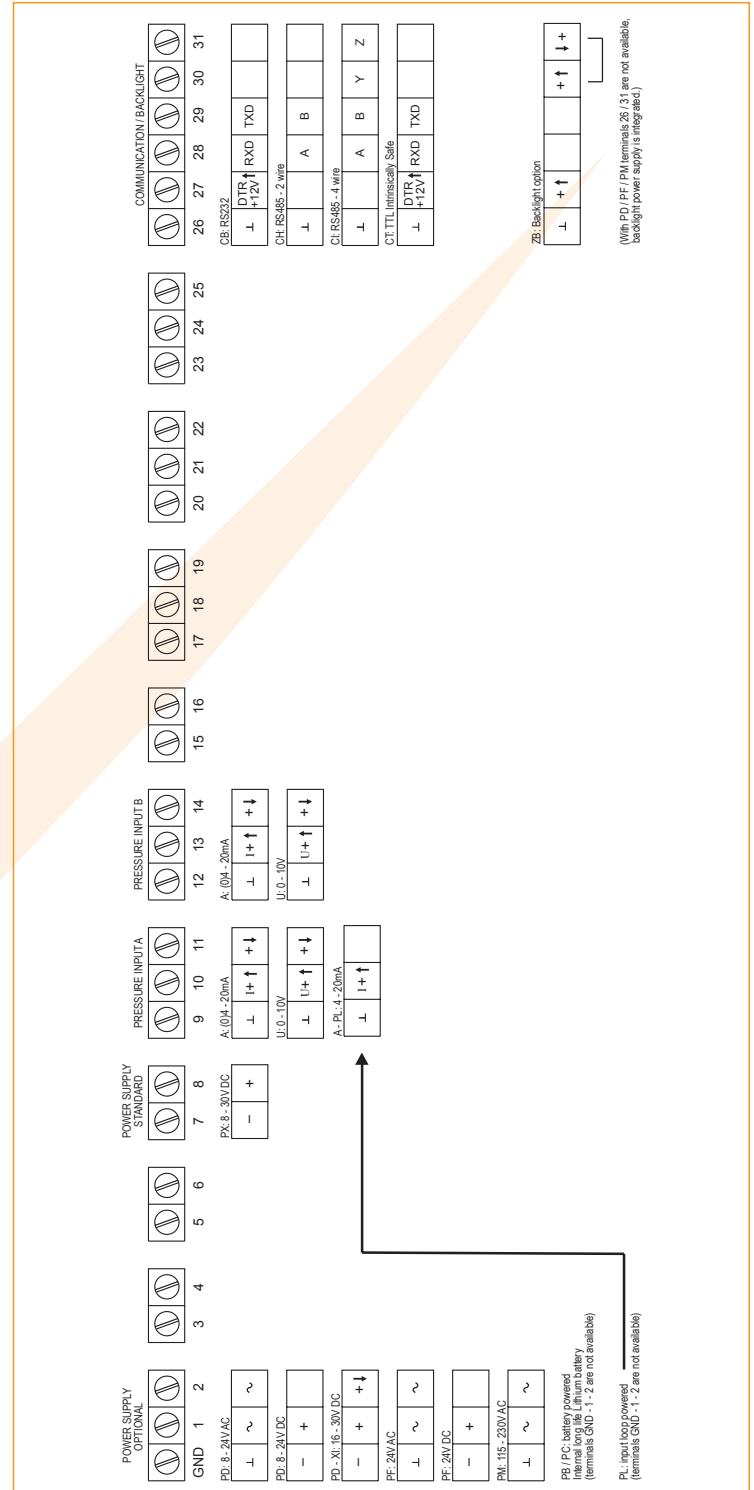 POWER SUPPLY
OPTIONAL
GND 1 2
PD: 8 - 24V AC
⊥ ~ ~
PD: 8 - 24V DC
− +
PD - XI: 16 - 30V DC
− + +↓
PF: 24V AC
⊥ ~ ~
PF: 24V DC
− +
PM: 115 - 230V AC
⊥ ~ ~
PB / PC: battery powered
Internal long life Lithium battery
(terminals GND - 1 - 2 are not available)
PL: input loop powered
(terminals GND - 1 - 2 are not available)
3 4
5 6
POWER SUPPLY
STANDARD
7 8
PX: 8 - 30V DC
− +
PRESSURE INPUT A
9 10 11
A: (0)4 - 20mA
⊥ I+↑ +↓
U: 0 - 10V
⊥ U+↑ +↓
A - PL: 4 - 20mA
⊥ I+↑
PRESSURE INPUT B
12 13 14
A: (0)4 - 20mA
⊥ I+↑ +↓
U: 0 - 10V
⊥ U+↑ +↓
15 16
17 18 19
20 21 22
23 24 25
COMMUNICATION / BACKLIGHT
26 27 28 29 30 31
CB: RS232
⊥ DTR +12V↑ RXD TXD
CH: RS485 - 2 wire
⊥ A B
CI: RS485 - 4 wire
⊥ A B Y Z
CT: TTL Intrinsically Safe
⊥ DTR +12V↑ RXD TXD
ZB: Backlight option
⊥ +↑ +↑ ↓+
(With PD / PF / PM terminals 26 / 31 are not available,
backlight power supply is integrated.)